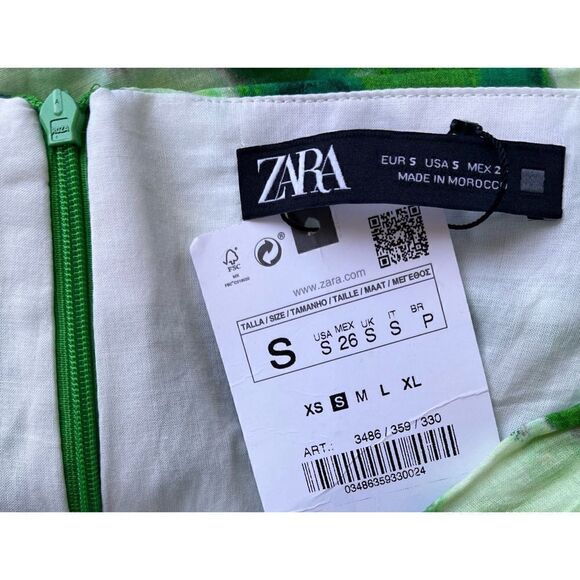 ZARA
EUR S USA S MEX 2
MADE IN MOROCCO
FSC
www.zara.com
TALLA / SIZE / TAMANHO / TAILLE / MAAT / ΜΕΓΕΘΟΣ
USA MEX UK IT BR
S S 26 S S P
XS S M L XL
ART.: 3486 / 359 / 330
03486359330024